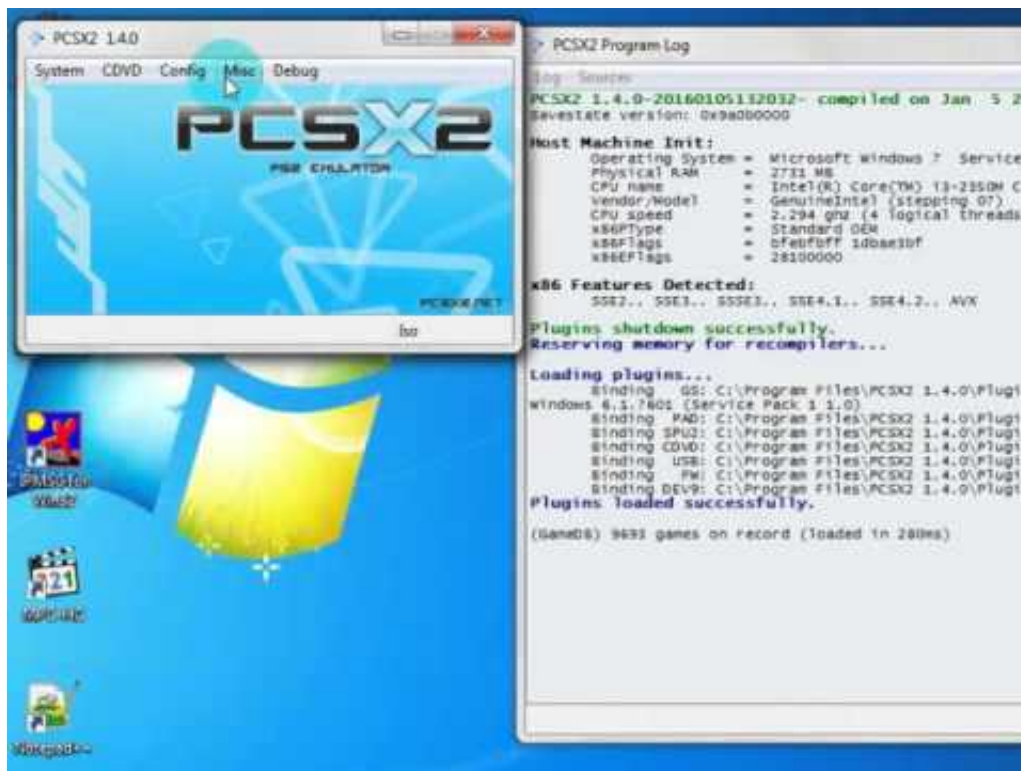 PCSX2 1.4.0
System CDVD Config Misc Debug
PCSX2
PS2 EMULATOR
PCSX2.NET
Iso
PCSX2 Program Log
Log Sources
PCSX2 1.4.0-20160105132032- compiled on Jan 5 2
Savestate version: 0x9a0b0000
Host Machine Init:
Operating System = Microsoft Windows 7 Service
Physical RAM = 2731 MB
CPU name = Intel(R) Core(TM) i3-2350M C
Vendor/Model = GenuineIntel (stepping 07)
CPU speed = 2.294 ghz (4 logical threads
x86PType = Standard OEM
x86Flags = bfebfbff 1dbae3bf
x86EFlags = 28100000
x86 Features Detected:
SSE2.. SSE3.. SSSE3.. SSE4.1.. SSE4.2.. AVX
Plugins shutdown successfully.
Reserving memory for recompilers...
Loading plugins...
Binding GS: C:\Program Files\PCSX2 1.4.0\Plugi
Windows 6.1.7601 (Service Pack 1 1.0)
Binding PAD: C:\Program Files\PCSX2 1.4.0\Plugi
Binding SPU2: C:\Program Files\PCSX2 1.4.0\Plugi
Binding CDVD: C:\Program Files\PCSX2 1.4.0\Plugi
Binding USB: C:\Program Files\PCSX2 1.4.0\Plugi
Binding FW: C:\Program Files\PCSX2 1.4.0\Plugi
Binding DEV9: C:\Program Files\PCSX2 1.4.0\Plugi
Plugins loaded successfully.
(GameDB) 9693 games on record (loaded in 280ms)
321
MPC-HC
Notepad++